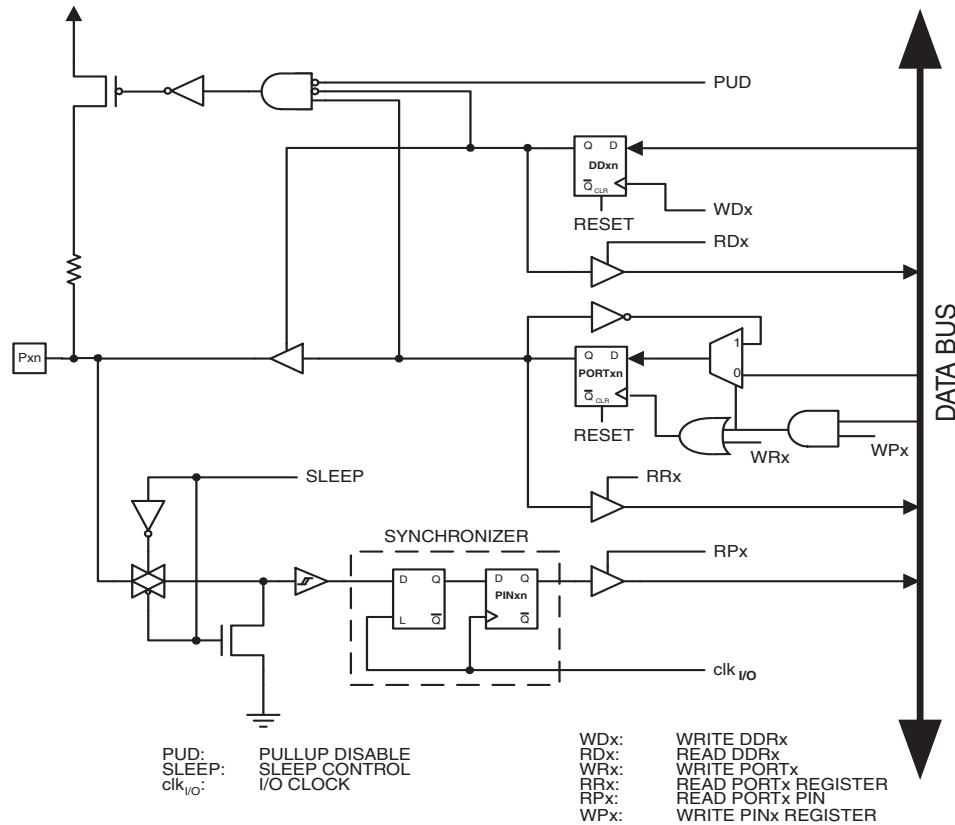 PUD
Q D
DDxn
Q CLR
WDx
RESET
RDx
Pxn
1
Q D
PORTxn
0
Q CLR
RESET
WRx
WPx
DATA BUS
SLEEP
RRx
SYNCHRONIZER
RPx
D Q
D Q
PINxn
L Q
Q
clk I/O
PUD: PULLUP DISABLE
SLEEP: SLEEP CONTROL
clkI/O: I/O CLOCK
WDx: WRITE DDRx
RDx: READ DDRx
WRx: WRITE PORTx
RRx: READ PORTx REGISTER
RPx: READ PORTx PIN
WPx: WRITE PINx REGISTER